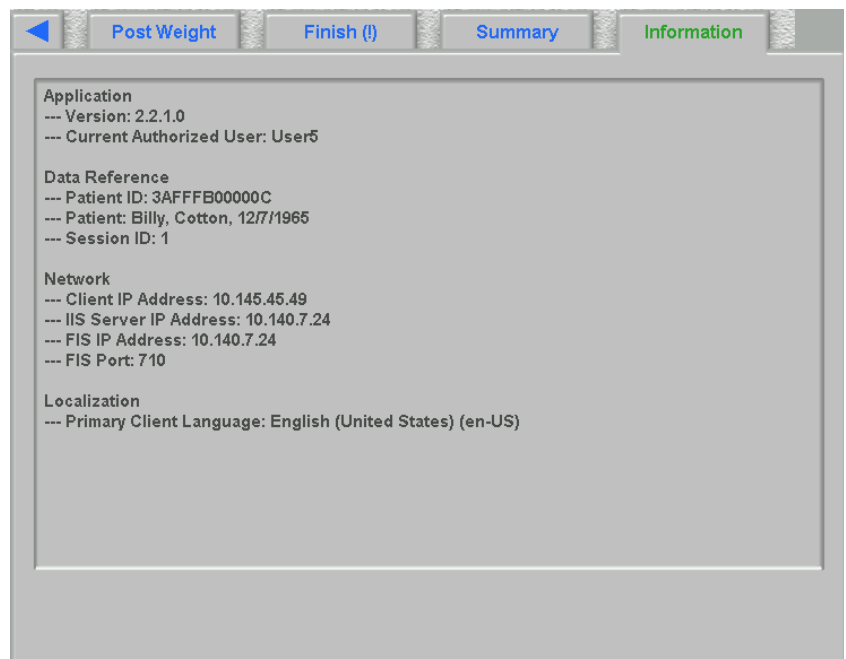 Post Weight
Finish (!)
Summary
Information
Application
--- Version: 2.2.1.0
--- Current Authorized User: User5
Data Reference
--- Patient ID: 3AFFFB00000C
--- Patient: Billy, Cotton, 12/7/1965
--- Session ID: 1
Network
--- Client IP Address: 10.145.45.49
--- IIS Server IP Address: 10.140.7.24
--- FIS IP Address: 10.140.7.24
--- FIS Port: 710
Localization
--- Primary Client Language: English (United States) (en-US)